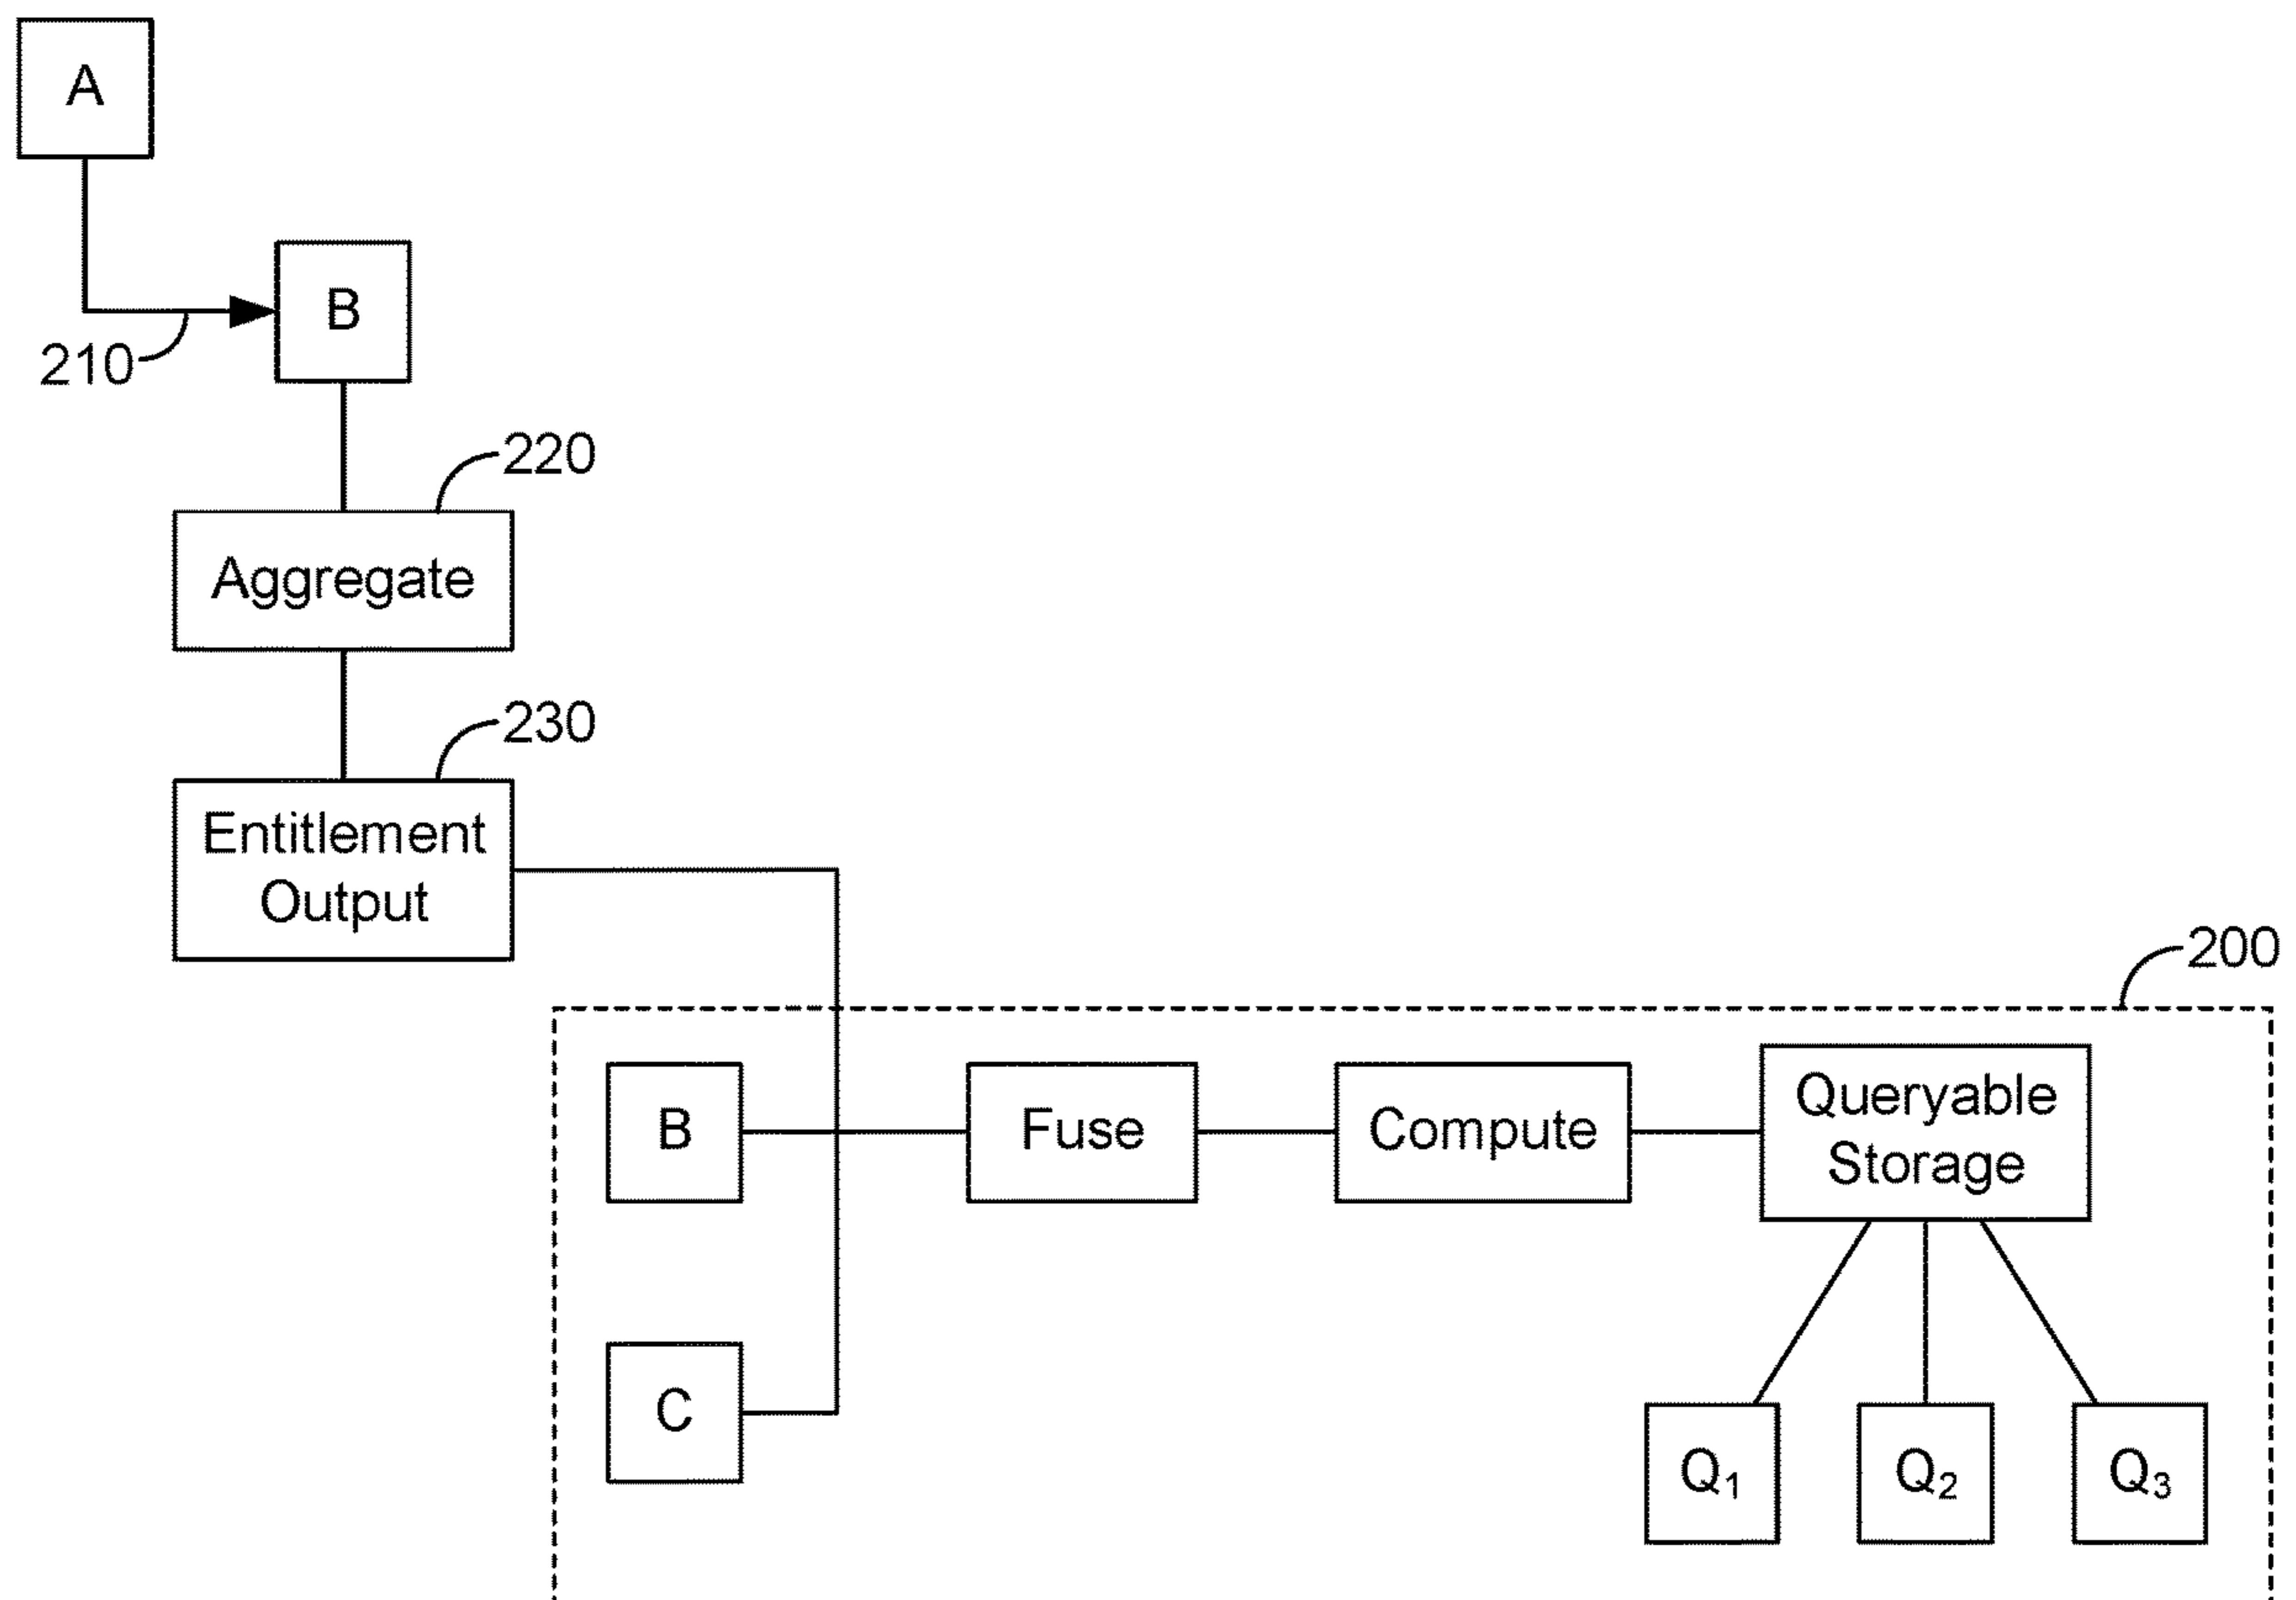 A
B
210
220
Aggregate
230
Entitlement
Output
200
B
Fuse
Compute
Queryable
Storage
C
Q₁
Q₂
Q₃